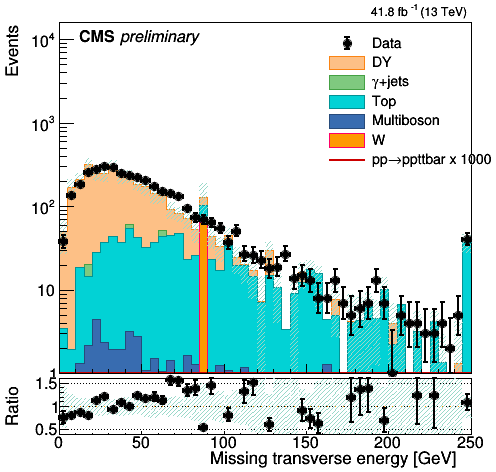 41.8 fb⁻¹ (13 TeV)
CMS preliminary
Events
10⁴
10³
10²
10
1
Data
DY
γ+jets
Top
Multiboson
W
pp→ppttbar x 1000
Ratio
1.5
1
0.5
0 50 100 150 200 250
Missing transverse energy [GeV]